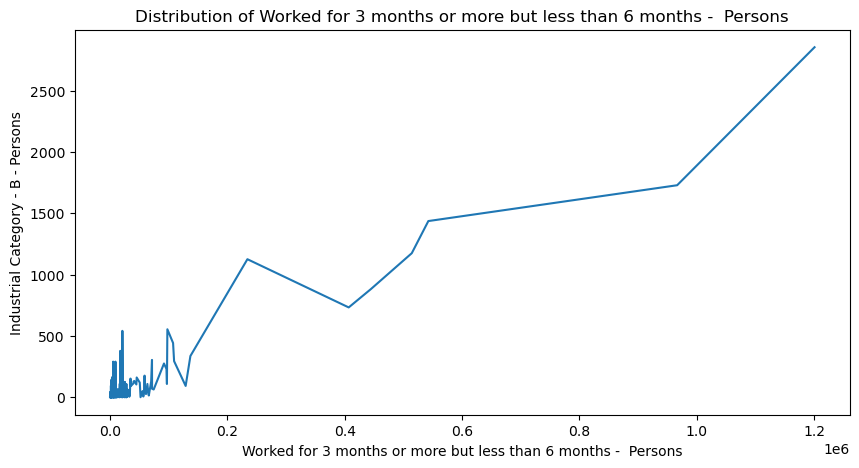 Distribution of Worked for 3 months or more but less than 6 months -  Persons
Industrial Category - B - Persons
2500
2000
1500
1000
500
0
0.0 0.2 0.4 0.6 0.8 1.0 1.2
1e6
Worked for 3 months or more but less than 6 months -  Persons